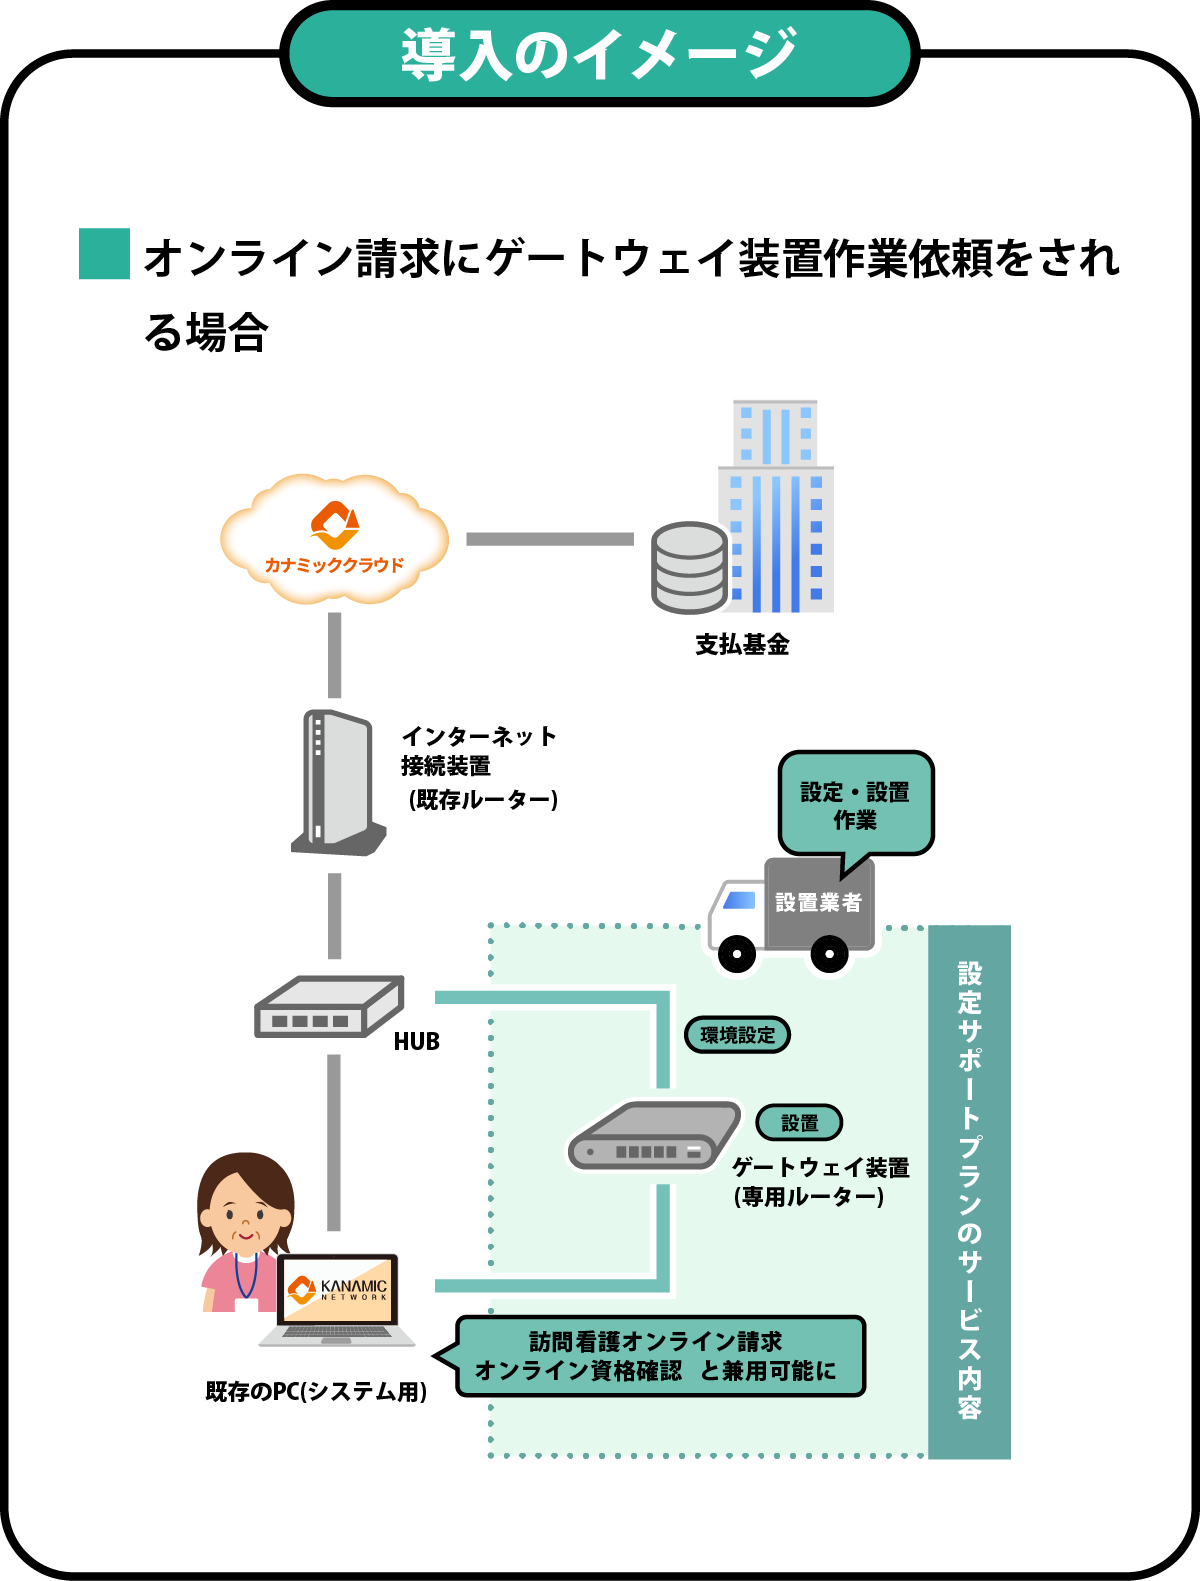 導入のイメージ
オンライン請求にゲートウェイ装置作業依頼をされ
る場合
カナミッククラウド
支払基金
インターネット
接続装置
(既存ルーター)
設定・設置
作業
設置業者
HUB
環境設定
設置
ゲートウェイ装置
(専用ルーター)
設定サポートプランのサービス内容
KANAMIC
NETWORK
訪問看護オンライン請求
オンライン資格確認 と兼用可能に
既存のPC(システム用)